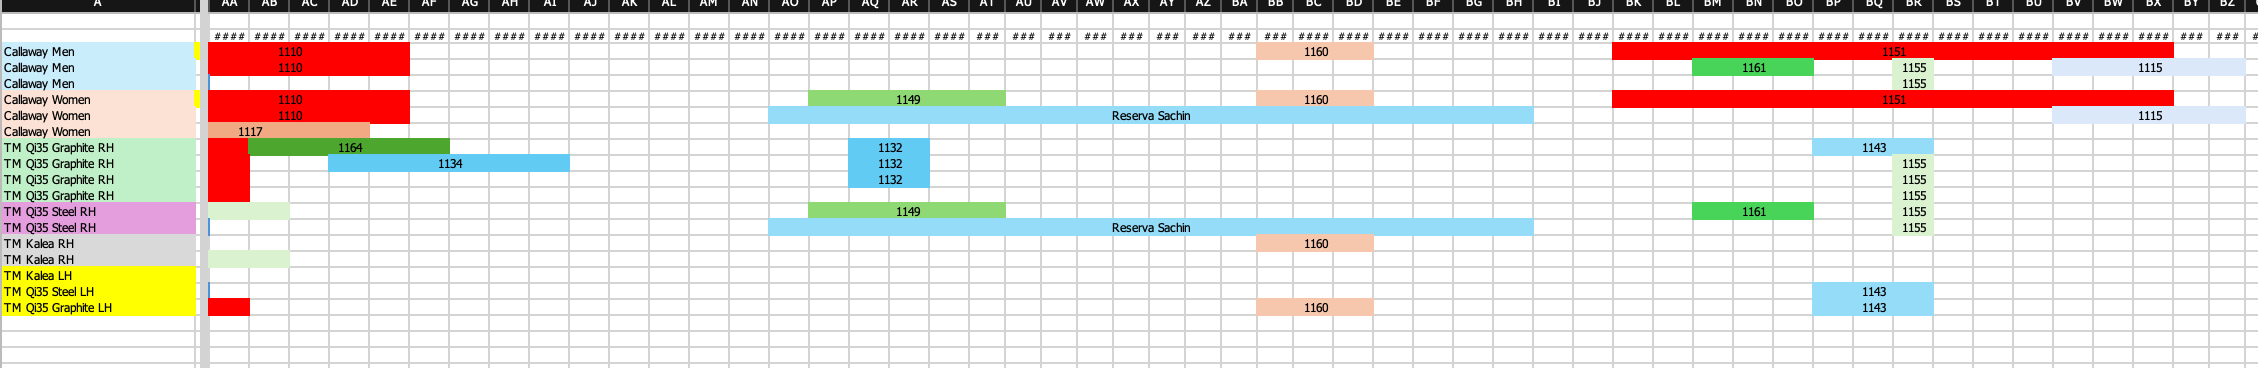 A AA AB AC AD AE AF AG AH AI AJ AK AL AM AN AO AP AQ AR AS AT AU AV AW AX AY AZ BA BB BC BD BE BF BG BH BI BJ BK BL BM BN BO BP BQ BR BS BT BU BV BW BX BY BZ
#### #### #### #### #### #### #### #### #### #### #### #### #### #### #### #### #### #### #### ### ### ### ### ### ### ### ### ### #### #### #### #### #### #### #### #### #### #### #### #### #### #### #### #### #### #### #### #### #### #### ### ### #
Callaway Men 1110 1160 1151
Callaway Men 1110 1161 1155 1115
Callaway Men 1155
Callaway Women 1110 1149 1160 1151
Callaway Women 1110 Reserva Sachin 1115
Callaway Women 1117
TM Qi35 Graphite RH 1164 1132 1143
TM Qi35 Graphite RH 1134 1132 1155
TM Qi35 Graphite RH 1132 1155
TM Qi35 Graphite RH 1155
TM Qi35 Steel RH 1149 1161 1155
TM Qi35 Steel RH Reserva Sachin 1155
TM Kalea RH 1160
TM Kalea RH
TM Kalea LH
TM Qi35 Steel LH 1143
TM Qi35 Graphite LH 1160 1143